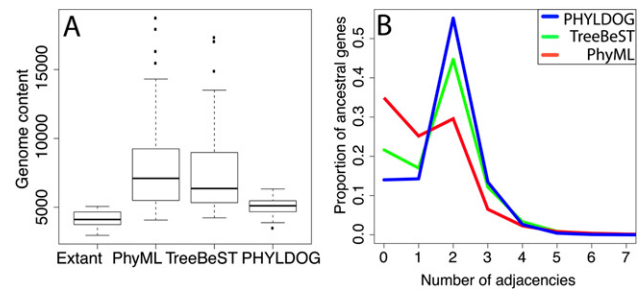 A
Genome content
5000
10000
15000
Extant PhyML TreeBeST PHYLDOG
B
PHYLDOG
TreeBeST
PhyML
Proportion of ancestral genes
0.0 0.1 0.2 0.3 0.4 0.5
0 1 2 3 4 5 6 7
Number of adjacencies